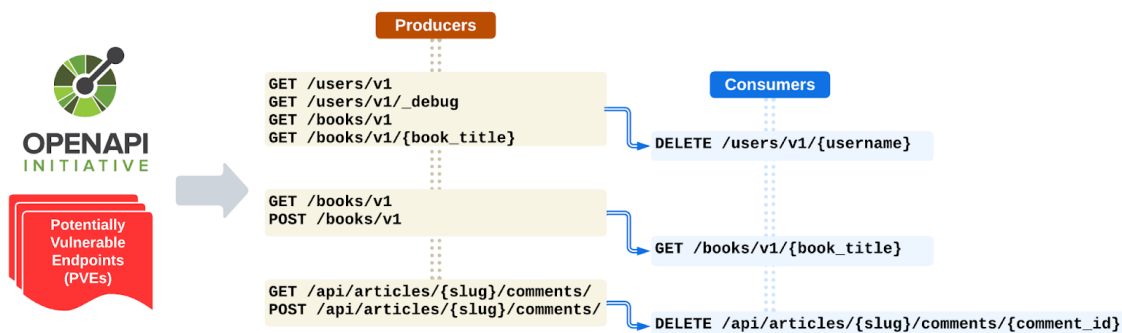 Producers
OPENAPI
INITIATIVE
Potentially
Vulnerable
Endpoints
(PVEs)
GET /users/v1
GET /users/v1/_debug
GET /books/v1
GET /books/v1/{book_title}
Consumers
DELETE /users/v1/{username}
GET /books/v1
POST /books/v1
GET /books/v1/{book_title}
GET /api/articles/{slug}/comments/
POST /api/articles/{slug}/comments/
DELETE /api/articles/{slug}/comments/{comment_id}